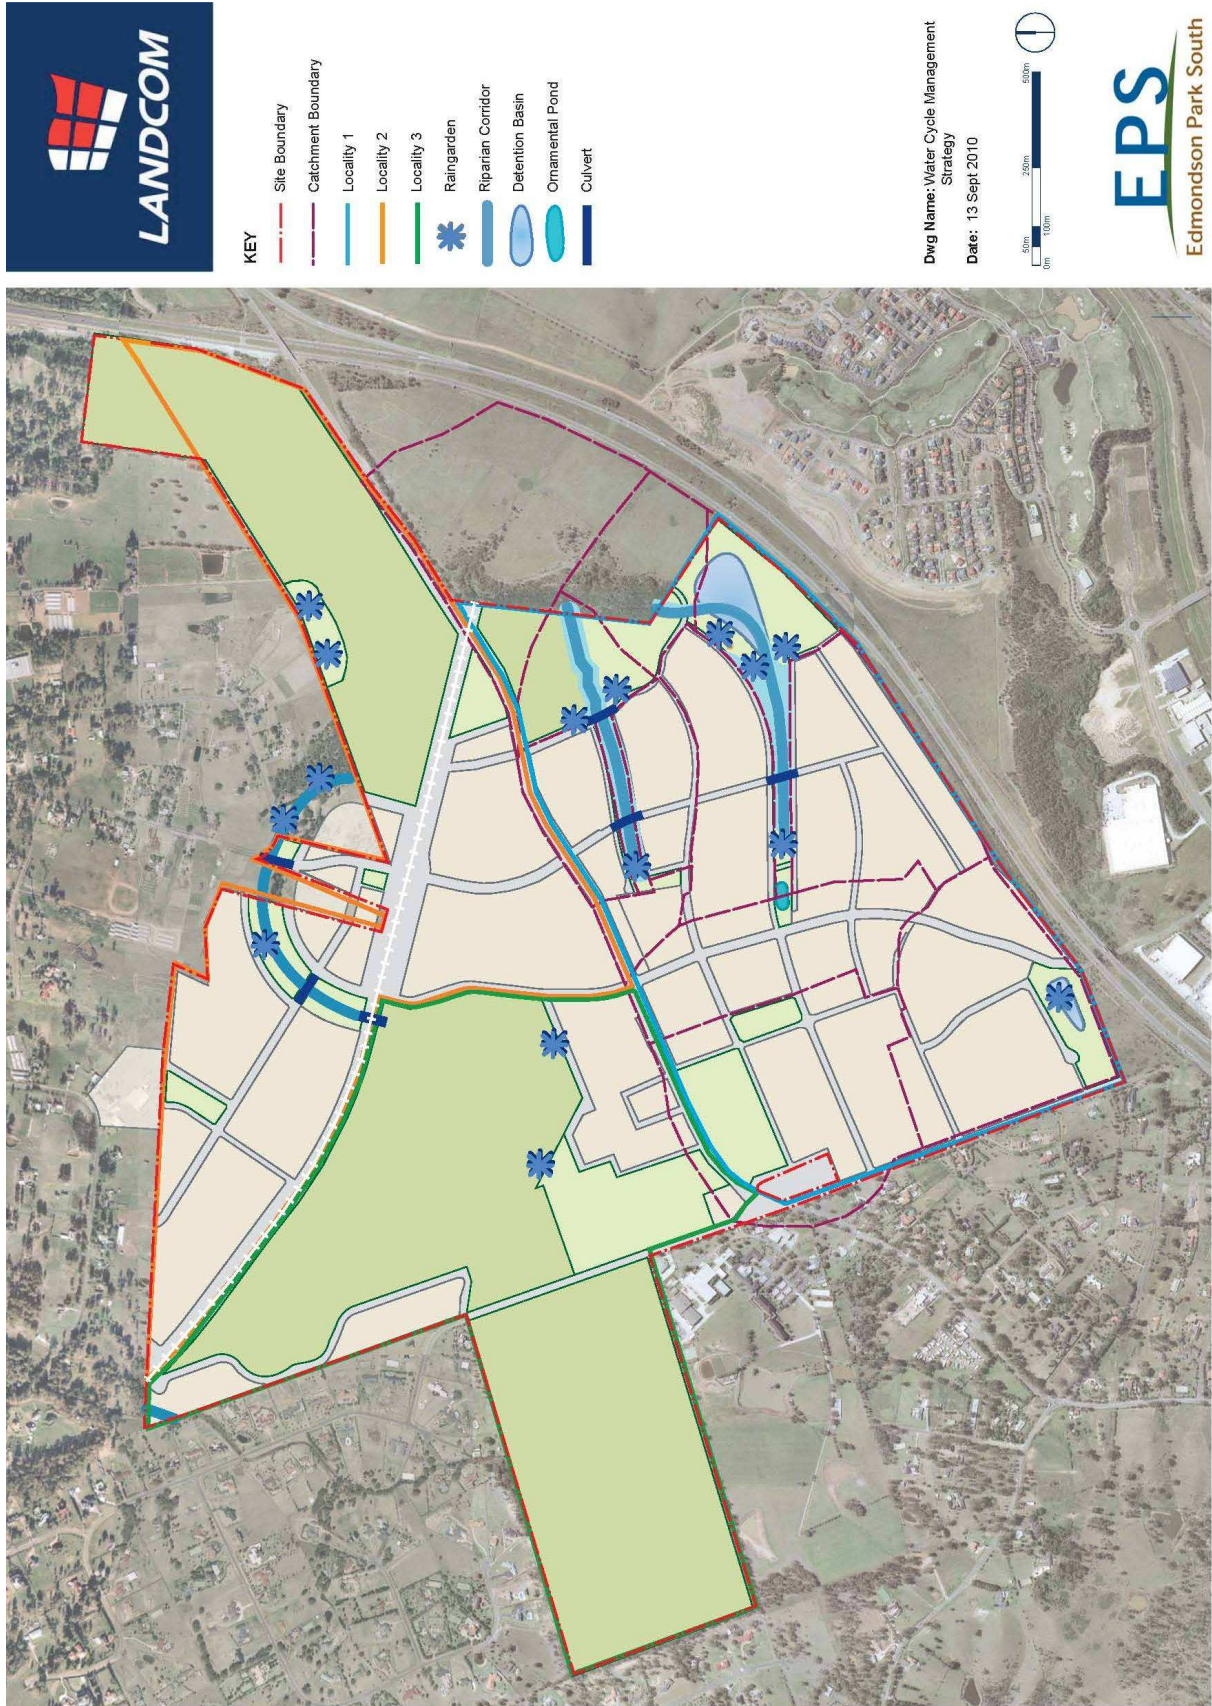 LANDCOM
KEY
Site Boundary
Catchment Boundary
Locality 1
Locality 2
Locality 3
Raingarden
Riparian Corridor
Detention Basin
Ornamental Pond
Culvert
Dwg Name: Water Cycle Management
Strategy
Date: 13 Sept 2010
50m 250m 500m
0m 100m
EPS
Edmondson Park South